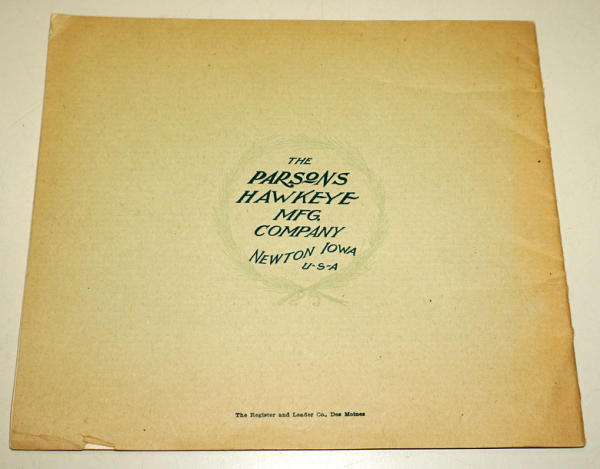 THE
PARSONS
HAWKEYE
MFG.
COMPANY
NEWTON IOWA
U-S-A
The Register and Leader Co., Des Moines